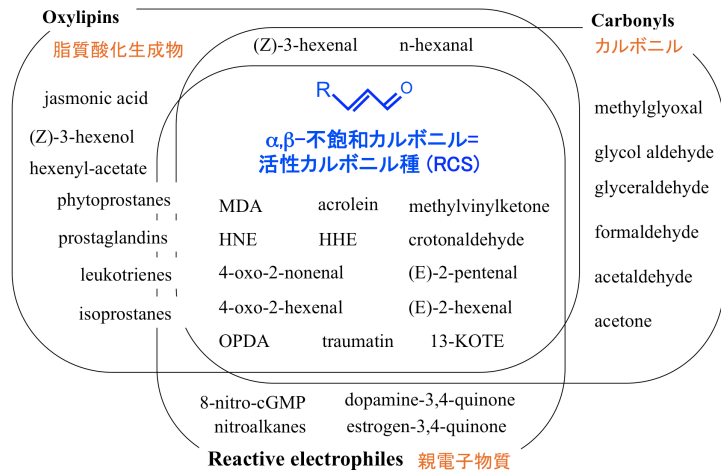 Oxylipins
脂質酸化生成物
Carbonyls
カルボニル
(Z)-3-hexenal n-hexanal
R O
α,β−不飽和カルボニル=
活性カルボニル種 (RCS)
jasmonic acid
(Z)-3-hexenol
hexenyl-acetate
phytoprostanes
prostaglandins
leukotrienes
isoprostanes
MDA acrolein methylvinylketone
HNE HHE crotonaldehyde
4-oxo-2-nonenal (E)-2-pentenal
4-oxo-2-hexenal (E)-2-hexenal
OPDA traumatin 13-KOTE
methylglyoxal
glycol aldehyde
glyceraldehyde
formaldehyde
acetaldehyde
acetone
8-nitro-cGMP dopamine-3,4-quinone
nitroalkanes estrogen-3,4-quinone
Reactive electrophiles 親電子物質